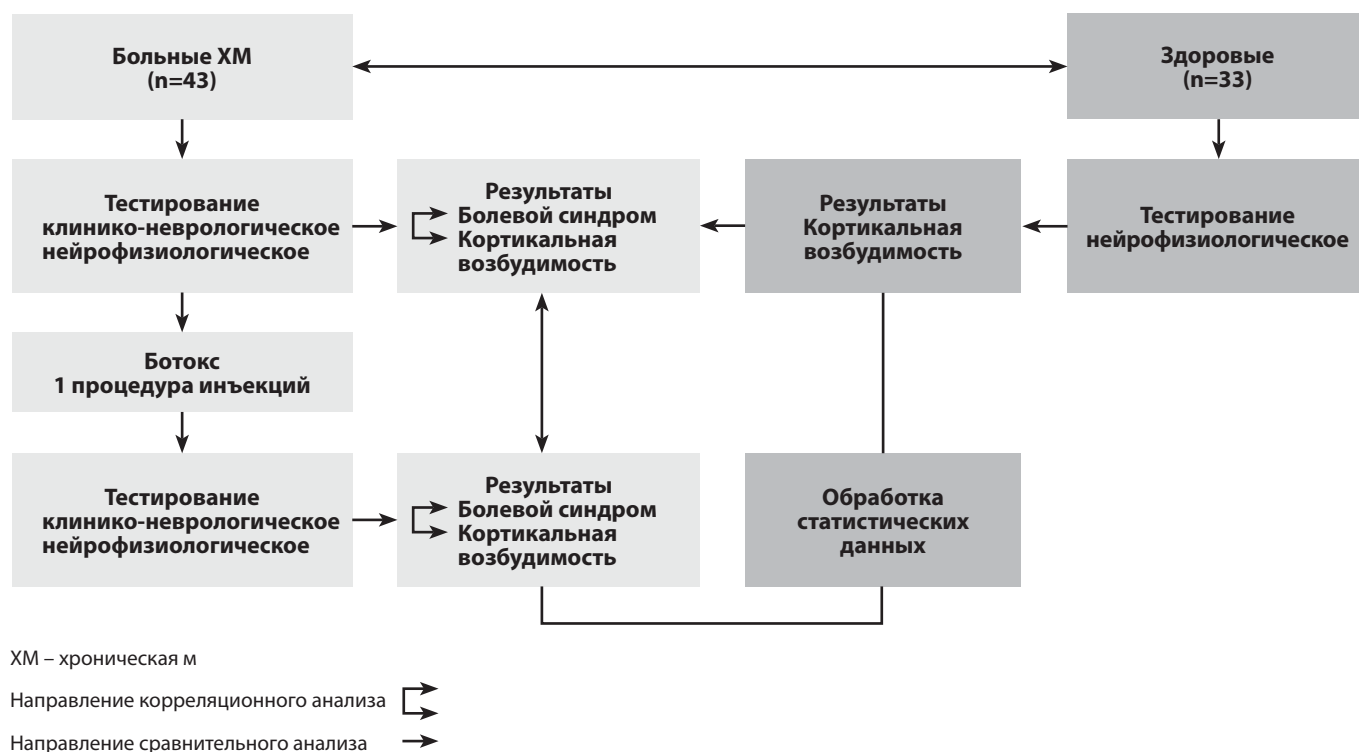 Больные ХМ
(n=43)
Здоровые
(n=33)
Тестирование
клинико-неврологическое
нейрофизиологическое
Результаты
Болевой синдром
Кортикальная
возбудимость
Результаты
Кортикальная
возбудимость
Тестирование
нейрофизиологическое
Ботокс
1 процедура инъекций
Тестирование
клинико-неврологическое
нейрофизиологическое
Результаты
Болевой синдром
Кортикальная
возбудимость
Обработка
статистических
данных
ХМ – хроническая м
Направление корреляционного анализа
Направление сравнительного анализа